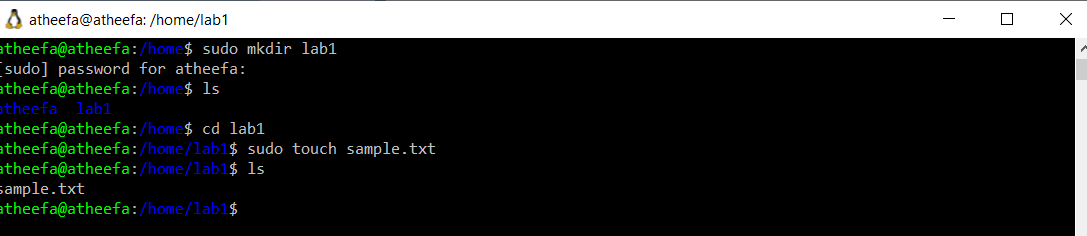 atheefa@atheefa: /home/lab1
atheefa@atheefa:/home$ sudo mkdir lab1
[sudo] password for atheefa:
atheefa@atheefa:/home$ ls
atheefa  lab1
atheefa@atheefa:/home$ cd lab1
atheefa@atheefa:/home/lab1$ sudo touch sample.txt
atheefa@atheefa:/home/lab1$ ls
sample.txt
atheefa@atheefa:/home/lab1$